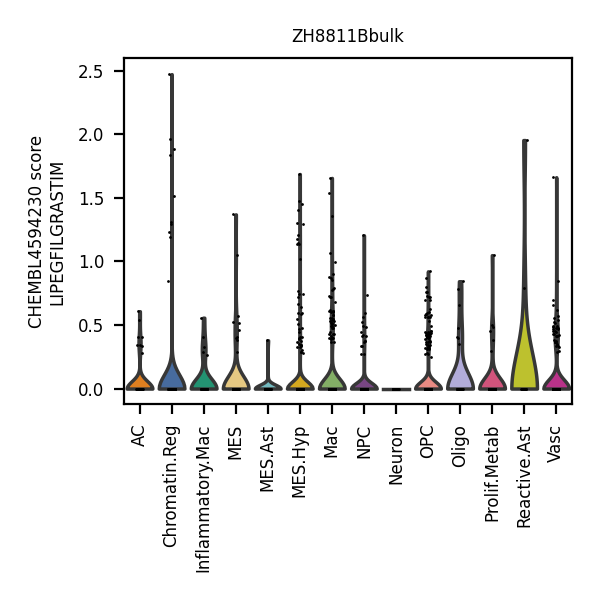 ZH8811Bbulk
CHEMBL4594230 score
LIPEGFILGRASTIM
2.5
2.0
1.5
1.0
0.5
0.0
AC
Chromatin.Reg
Inflammatory.Mac
MES
MES.Ast
MES.Hyp
Mac
NPC
Neuron
OPC
Oligo
Prolif.Metab
Reactive.Ast
Vasc